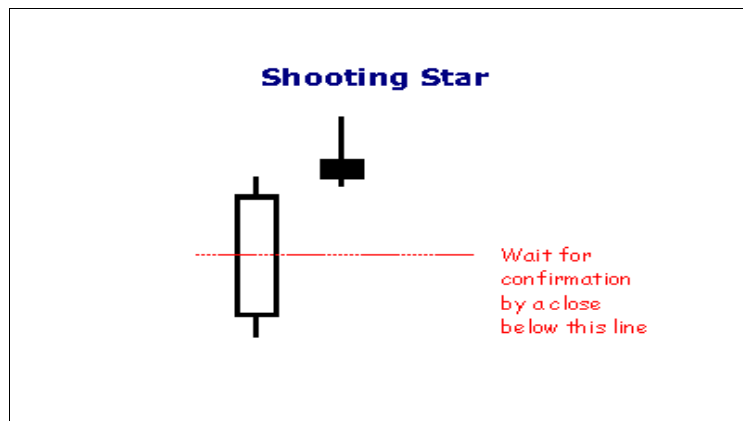 Shooting Star
Wait for
confirmation
by a close
below this line